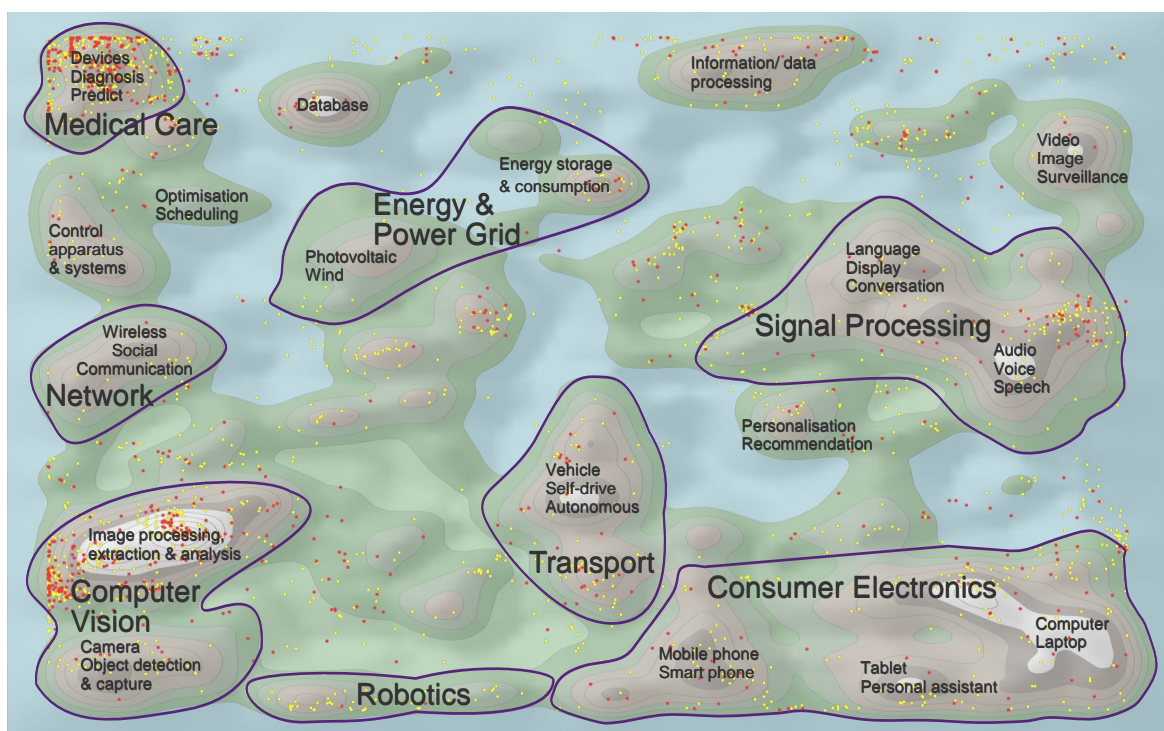 Devices
Diagnosis
Predict
Medical Care
Database
Information/ data
processing
Video
Image
Surveillance
Energy storage
& consumption
Energy &
Power Grid
Photovoltaic
Wind
Optimisation
Scheduling
Control
apparatus
& systems
Language
Display
Conversation
Signal Processing
Audio
Voice
Speech
Wireless
Social
Communication
Network
Personalisation
Recommendation
Vehicle
Self-drive
Autonomous
Transport
Image processing,
extraction & analysis
Computer
Vision
Camera
Object detection
& capture
Robotics
Consumer Electronics
Computer
Laptop
Mobile phone
Smart phone
Tablet
Personal assistant